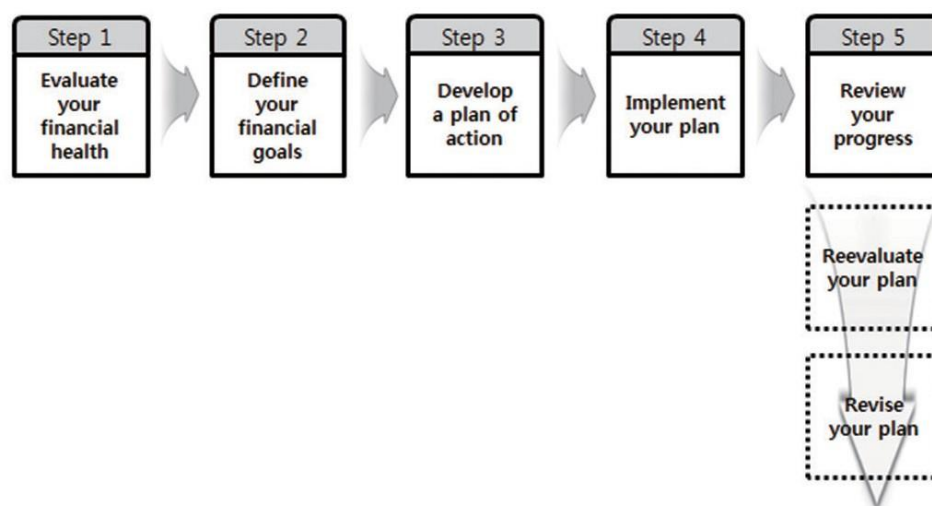 Step 1
Evaluate
your
financial
health
Step 2
Define
your
financial
goals
Step 3
Develop
a plan of
action
Step 4
Implement
your plan
Step 5
Review
your
progress
Reevaluate
your plan
Revise
your plan